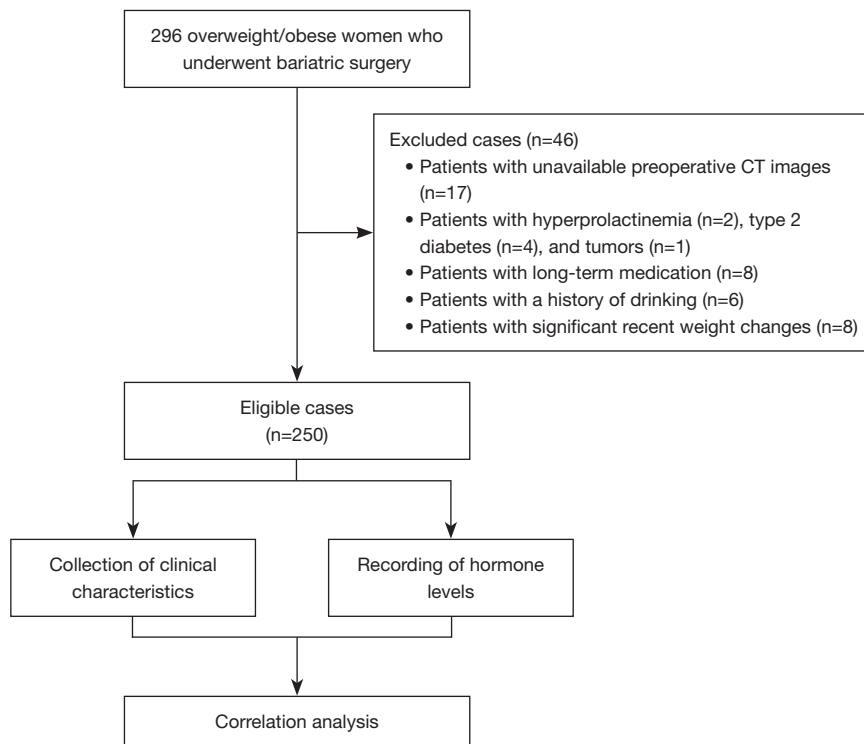 296 overweight/obese women who
underwent bariatric surgery
Excluded cases (n=46)
• Patients with unavailable preoperative CT images
(n=17)
• Patients with hyperprolactinemia (n=2), type 2
diabetes (n=4), and tumors (n=1)
• Patients with long-term medication (n=8)
• Patients with a history of drinking (n=6)
• Patients with significant recent weight changes (n=8)
Eligible cases
(n=250)
Collection of clinical
characteristics
Recording of hormone
levels
Correlation analysis